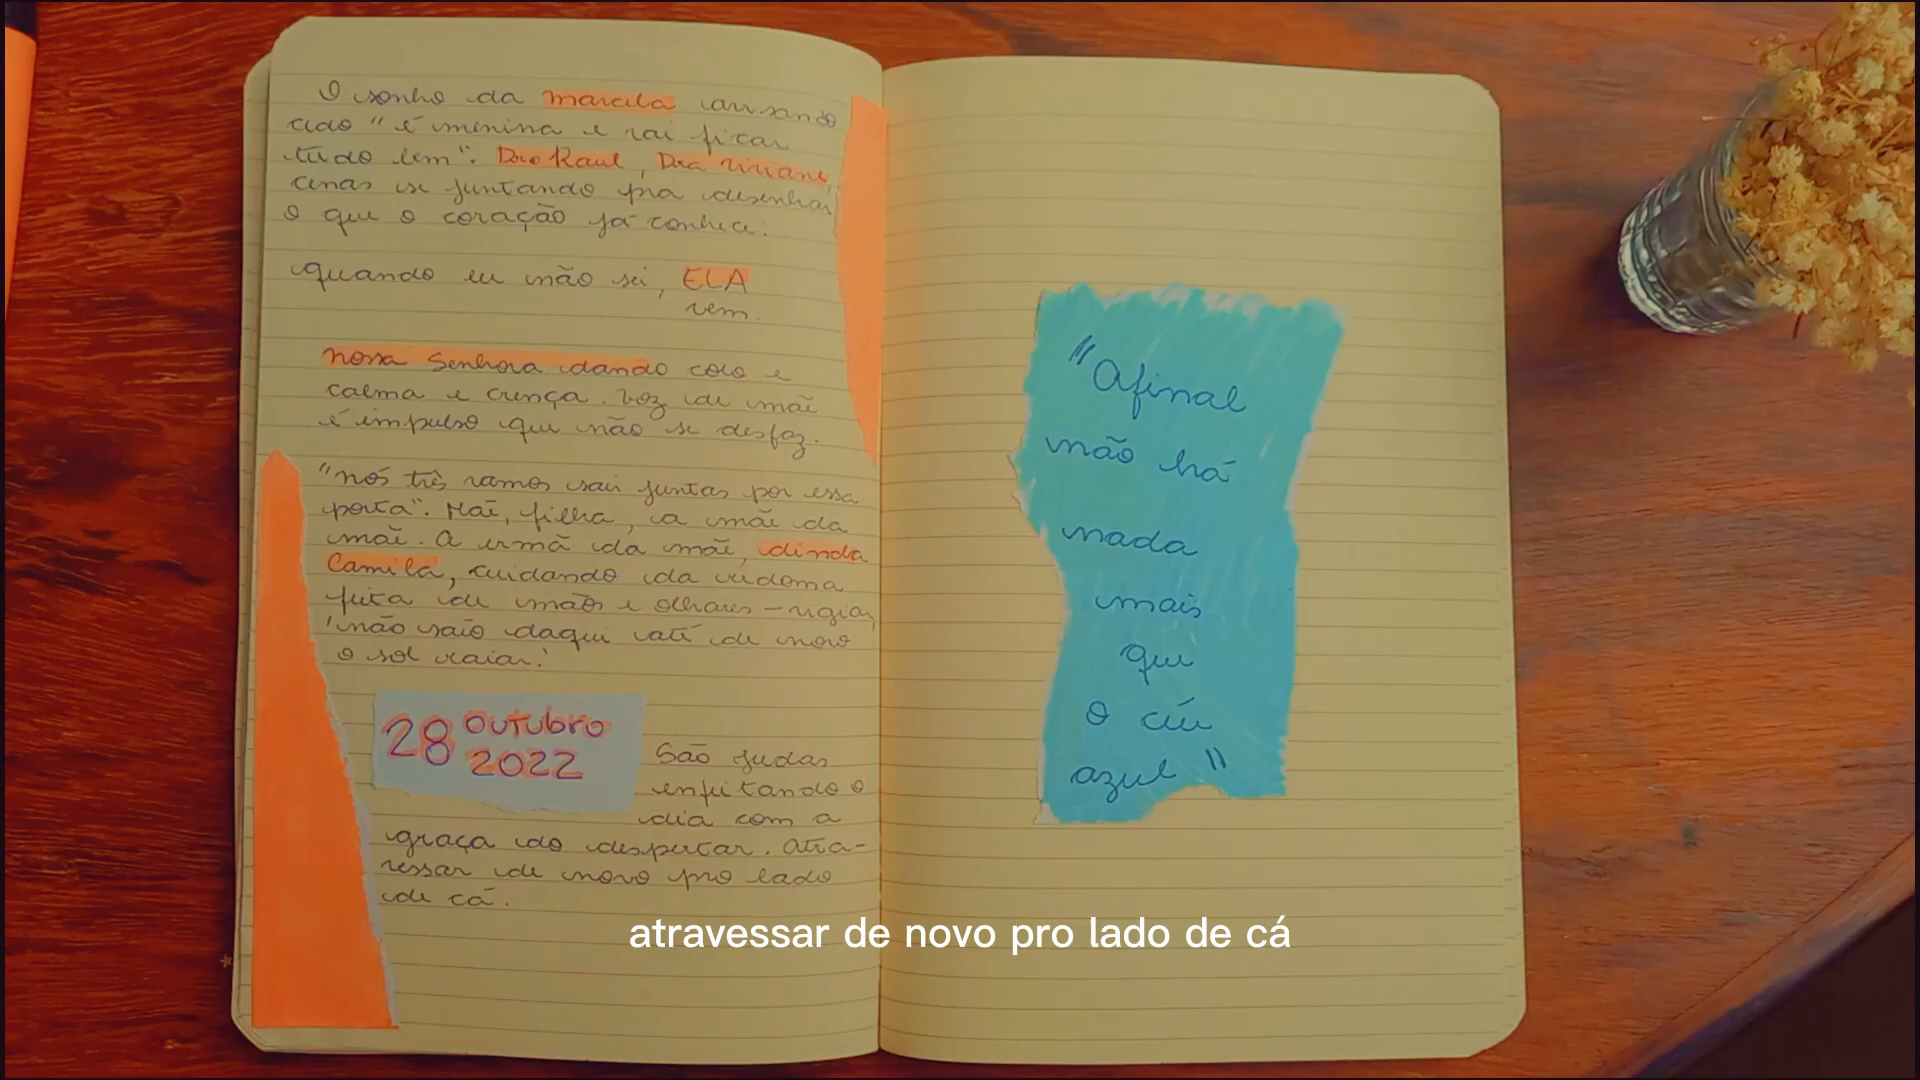 O sonho da marcela avisando
cedo "é menina e vai ficar
tudo bem". Doc Raul, Dra Viviane,
cenas se juntando pra desenhar
o que o coração já conhece:
quando eu não sei, ELA
vem.
nossa Senhora dando colo e
calma e crença. Voz de mãe
é impulso que não se desfaz.
"nós três vamos sair juntas por essa
porta". Mãe, filha, a mãe da
mãe. A irmã da mãe, dinda
Camila, cuidando da redoma
feita de mãos e olhares – vigiar,
'não saio daqui até de novo
o sol raiar.'
28 OUTUbro
2022
São Judas
enfeitando o
dia com a
graça do despertar. Atra-
vessar de novo pro lado
de cá.
"Afinal
não há
nada
mais
que
o céu
azul"
atravessar de novo pro lado de cá